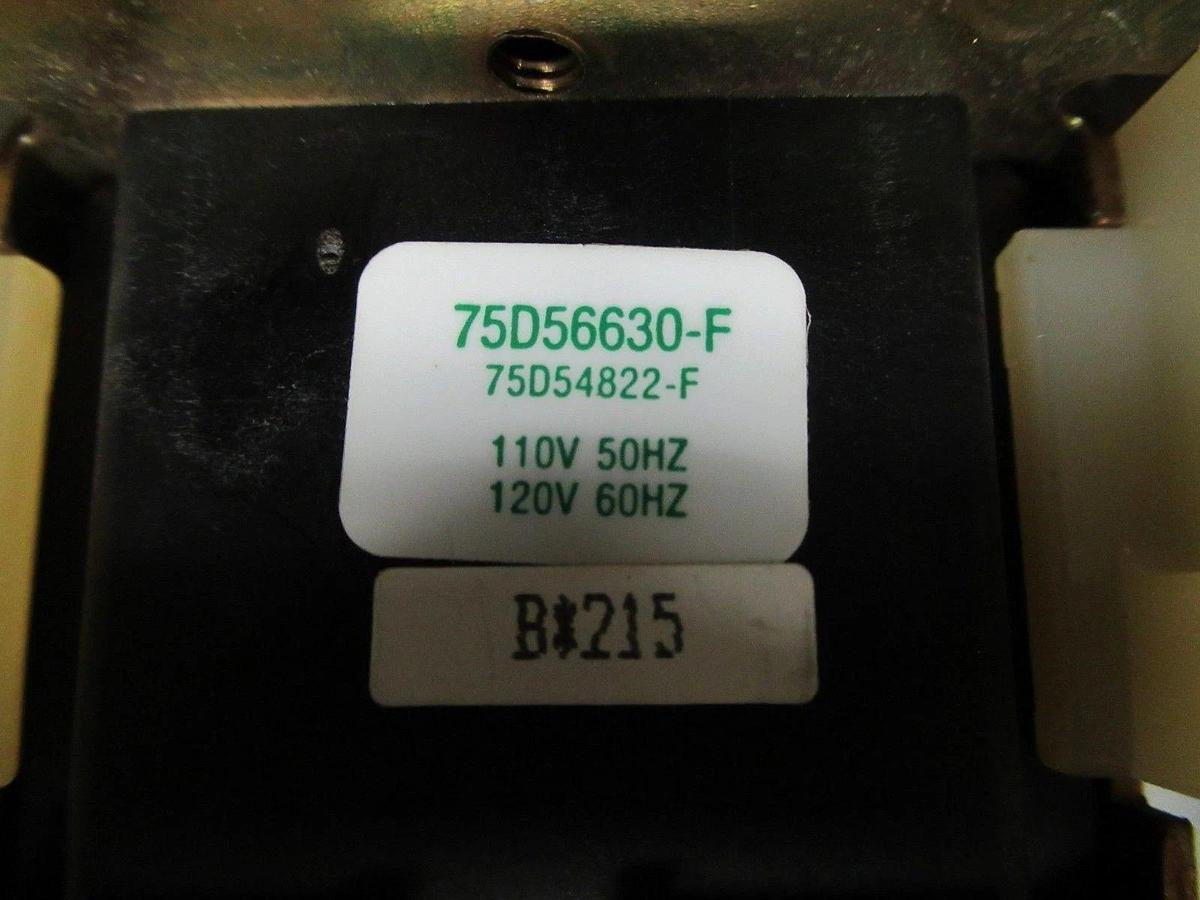 75D56630-F
75D54822-F
110V 50HZ
120V 60HZ
B*215